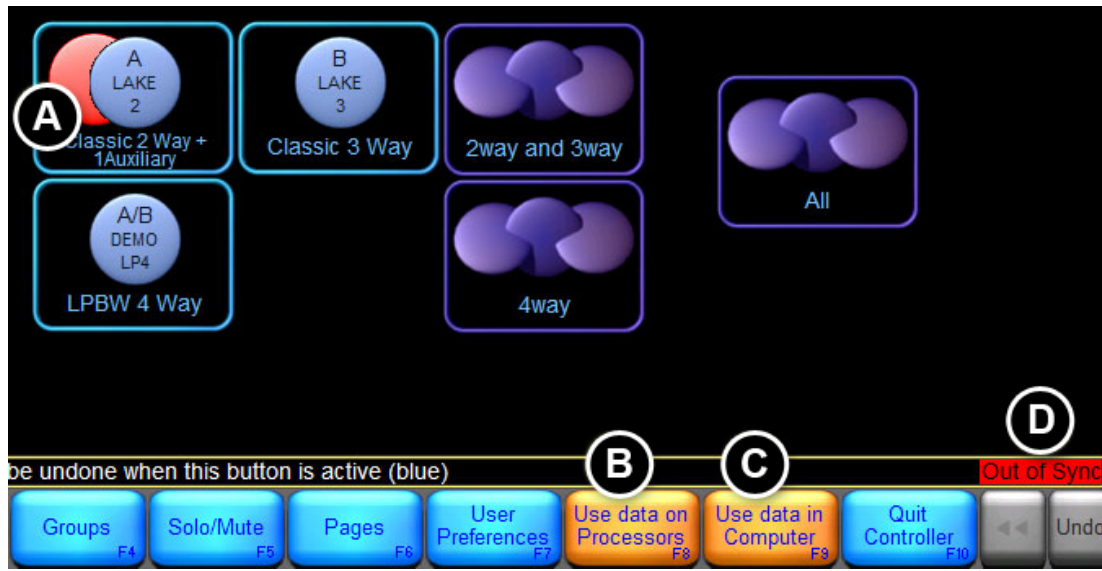 A
LAKE
2
Classic 2 Way +
1Auxiliary
A
B
LAKE
3
Classic 3 Way
2way and 3way
All
A/B
DEMO
LP4
LPBW 4 Way
4way
D
B
C
be undone when this button is active (blue)
Out of Sync
Groups
F4
Solo/Mute
F5
Pages
F6
User
Preferences
F7
Use data on
Processors
F8
Use data in
Computer
F9
Quit
Controller
F10
Undo